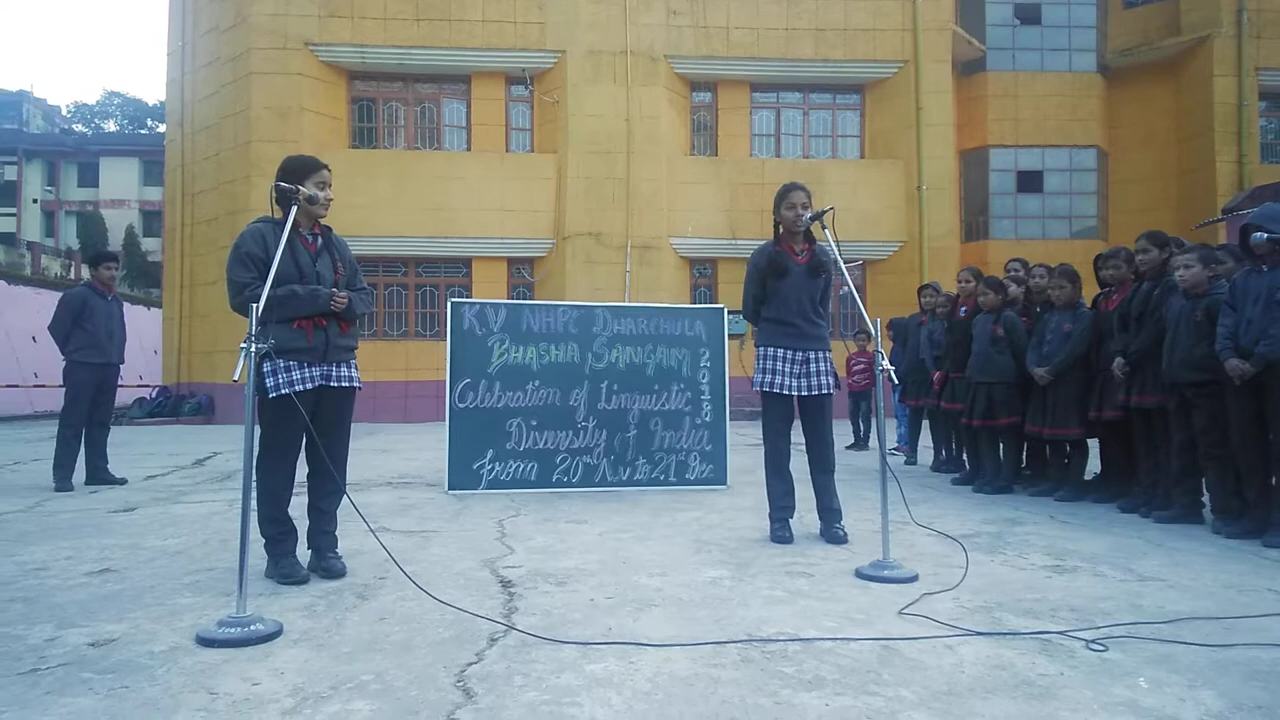 K.V NHPC DHARCHULA
BHASHA SANGAM
2018
Celebration of Linguistic
Diversity of India
from 20th Nov to 21st Dec